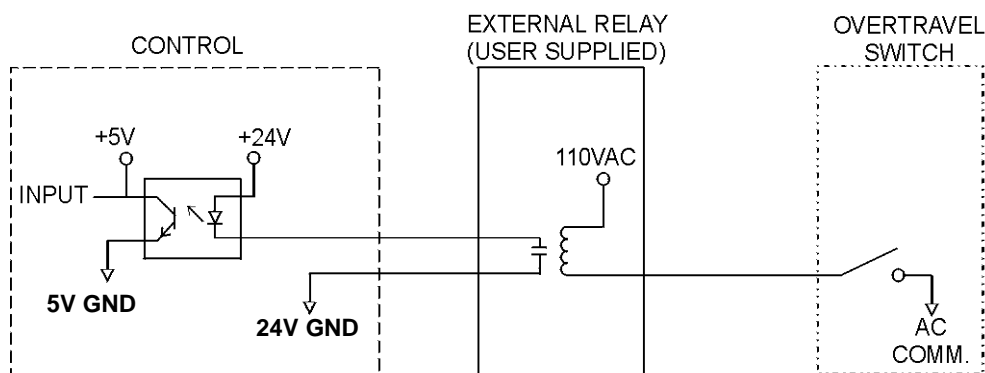 CONTROL
EXTERNAL RELAY
(USER SUPPLIED)
OVERTRAVEL
SWITCH
+5V
+24V
110VAC
INPUT
5V GND
24V GND
AC
COMM.